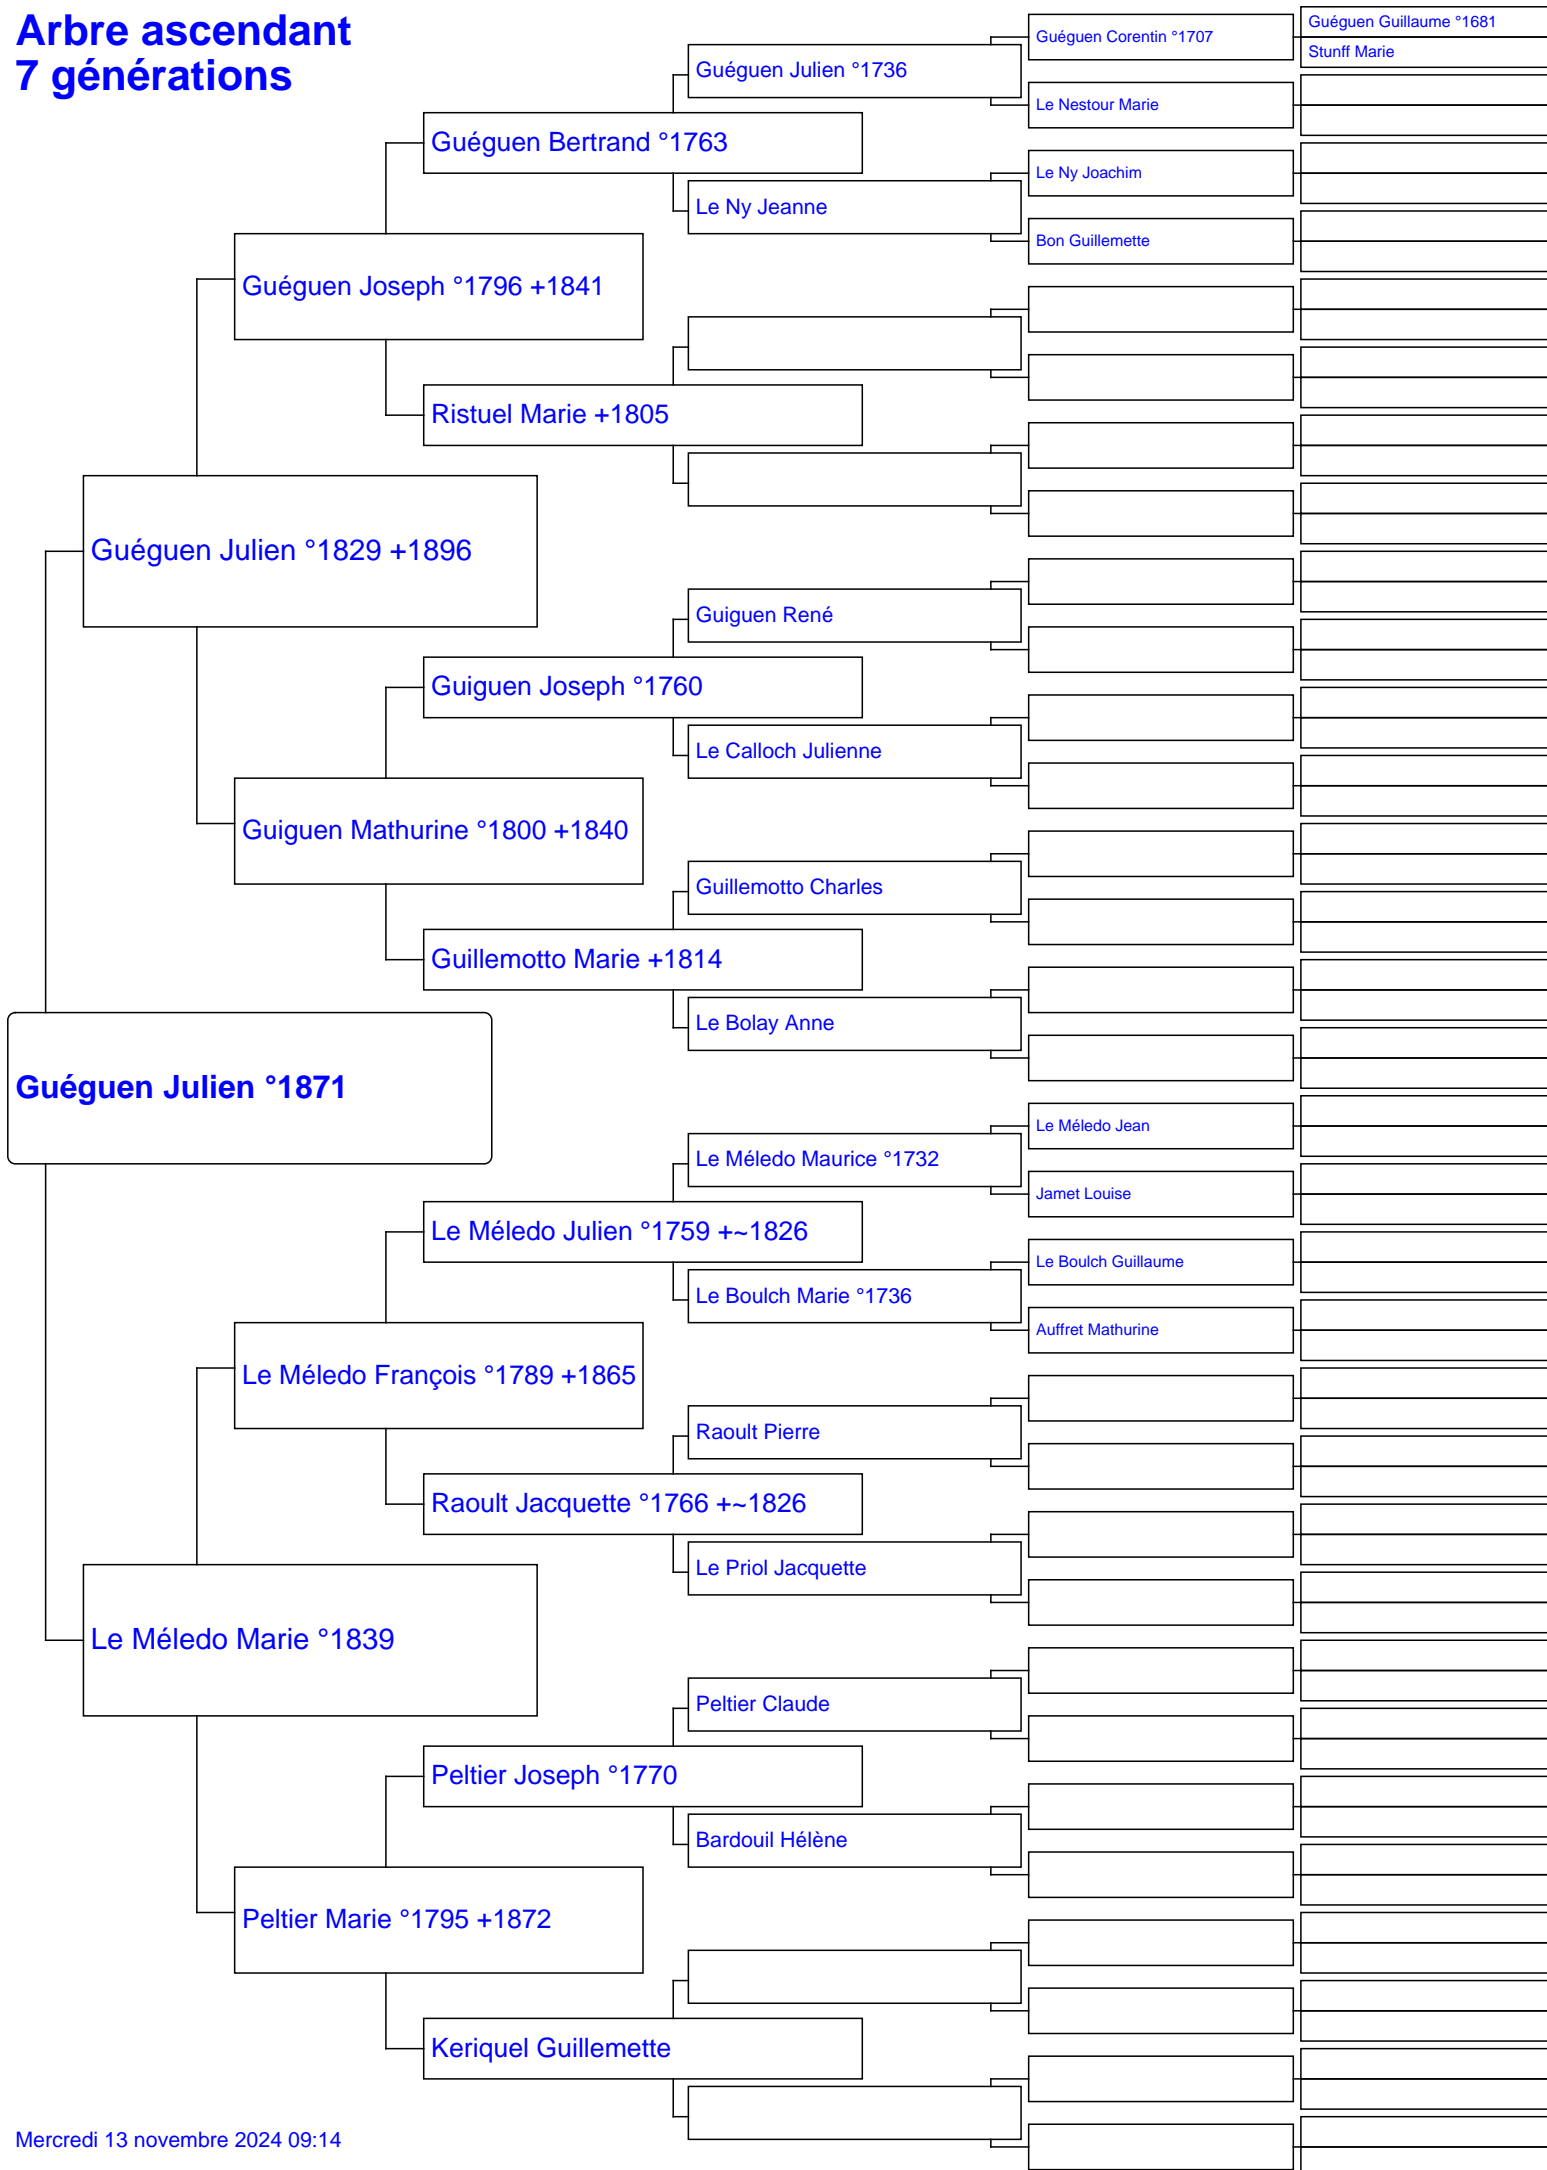 Arbre ascendant
7 générations
Guéguen Guillaume °1681
Guéguen Corentin °1707
Stunff Marie
Guéguen Julien °1736
Le Nestour Marie
Guéguen Bertrand °1763
Le Ny Joachim
Le Ny Jeanne
Bon Guillemette
Guéguen Joseph °1796 +1841
Ristuel Marie +1805
Guéguen Julien °1829 +1896
Guiguen René
Guiguen Joseph °1760
Le Calloch Julienne
Guiguen Mathurine °1800 +1840
Guillemotto Charles
Guillemotto Marie +1814
Le Bolay Anne
Guéguen Julien °1871
Le Méledo Jean
Le Méledo Maurice °1732
Jamet Louise
Le Méledo Julien °1759 +~1826
Le Boulch Guillaume
Le Boulch Marie °1736
Auffret Mathurine
Le Méledo François °1789 +1865
Raoult Pierre
Raoult Jacquette °1766 +~1826
Le Priol Jacquette
Le Méledo Marie °1839
Peltier Claude
Peltier Joseph °1770
Bardouil Hélène
Peltier Marie °1795 +1872
Keriquel Guillemette
Mercredi 13 novembre 2024 09:14